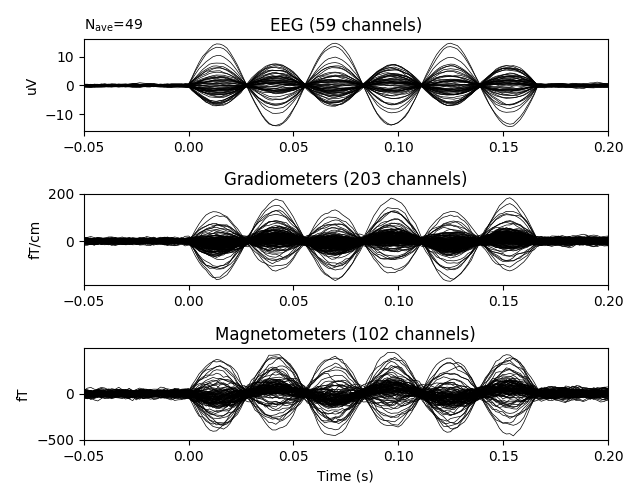 N_ave=49
EEG (59 channels)
10
0
−10
uV
−0.05 0.00 0.05 0.10 0.15 0.20
Gradiometers (203 channels)
200
0
fT/cm
−0.05 0.00 0.05 0.10 0.15 0.20
Magnetometers (102 channels)
0
−500
fT
−0.05 0.00 0.05 0.10 0.15 0.20
Time (s)